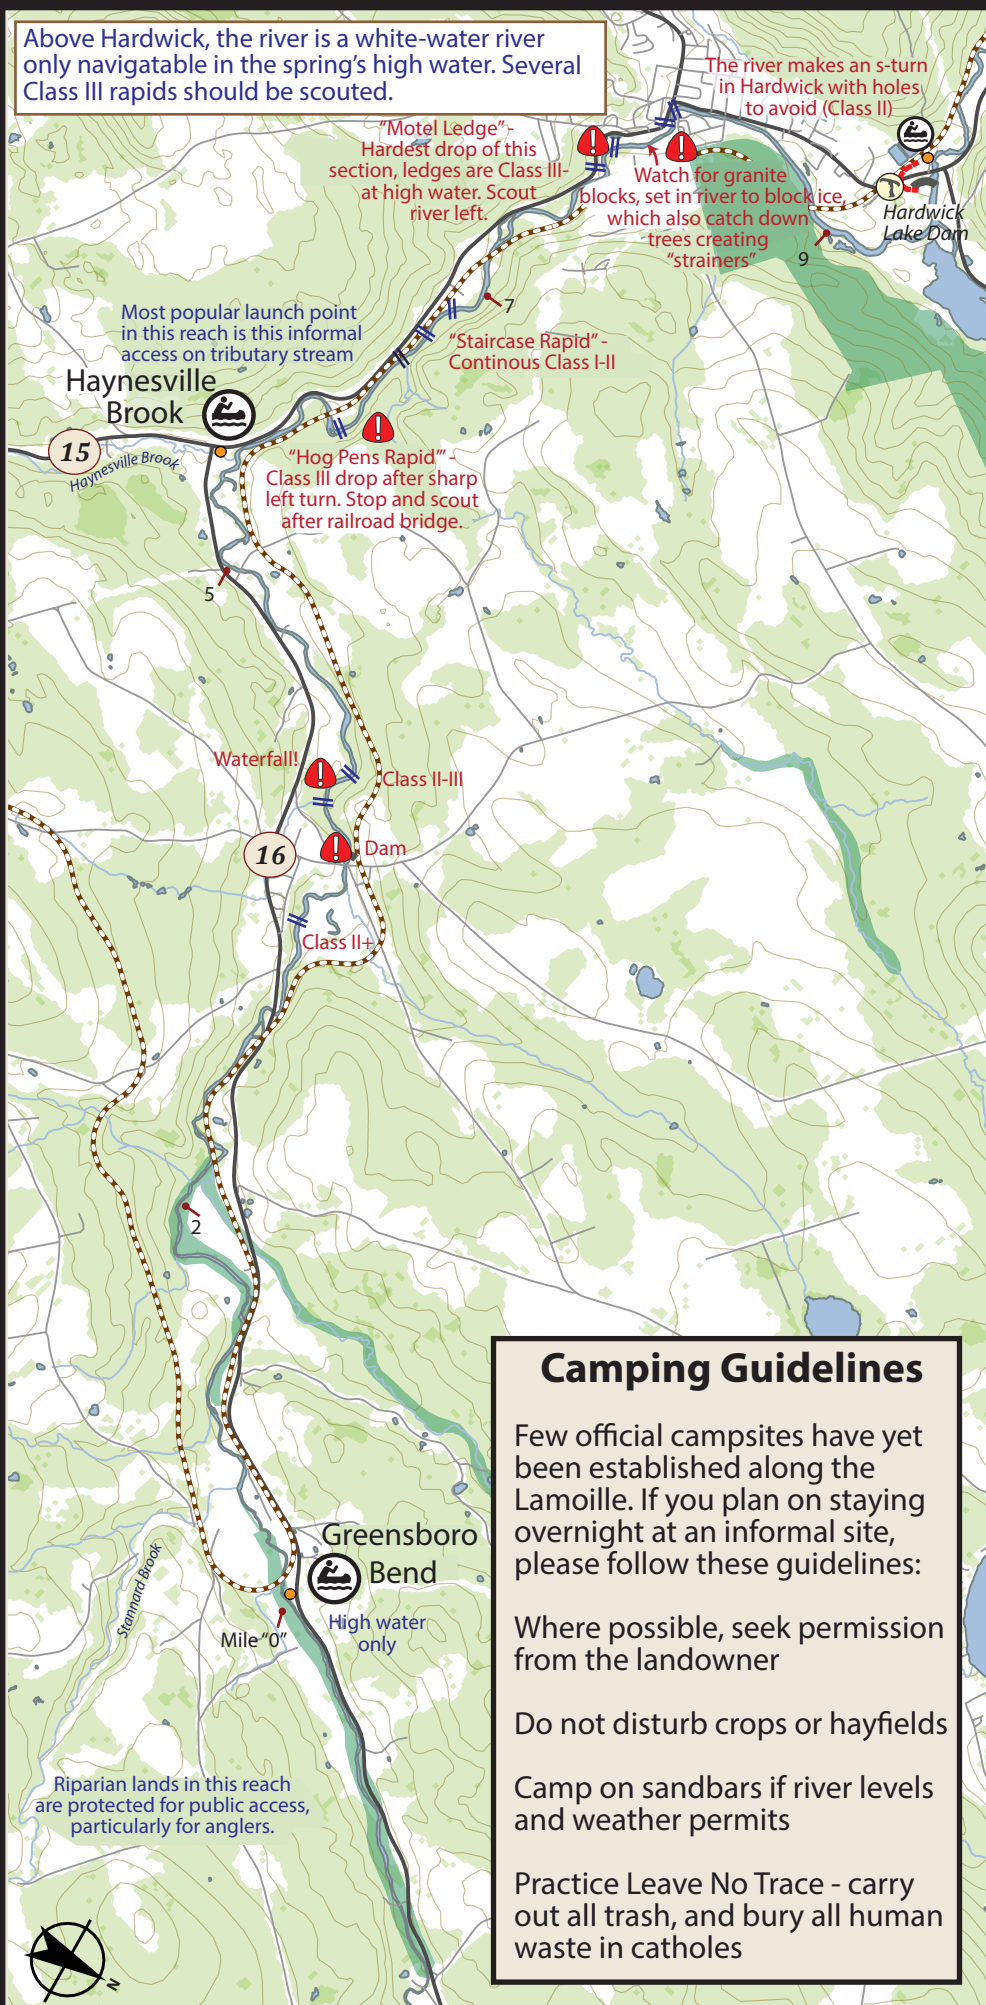 Above Hardwick, the river is a white-water river
only navigatable in the spring's high water. Several
Class III rapids should be scouted.
The river makes an s-turn
in Hardwick with holes
to avoid (Class II)
"Motel Ledge"-
Hardest drop of this
section, ledges are Class III-
at high water. Scout
river left.
Watch for granite
blocks, set in river to block ice,
which also catch down
trees creating
"strainers"
Hardwick
Lake Dam
9
7
Most popular launch point
in this reach is this informal
access on tributary stream
"Staircase Rapid" -
Continous Class I-II
Haynesville
Brook
15
Haynesville Brook
"Hog Pens Rapid'" -
Class III drop after sharp
left turn. Stop and scout
after railroad bridge.
5
Waterfall!
Class II-III
16
Dam
Class II+
2
Greensboro
Bend
High water
only
Stannard Brook
Mile "0"
Riparian lands in this reach
are protected for public access,
particularly for anglers.
N
Camping Guidelines
Few official campsites have yet
been established along the
Lamoille. If you plan on staying
overnight at an informal site,
please follow these guidelines:
Where possible, seek permission
from the landowner
Do not disturb crops or hayfields
Camp on sandbars if river levels
and weather permits
Practice Leave No Trace - carry
out all trash, and bury all human
waste in catholes